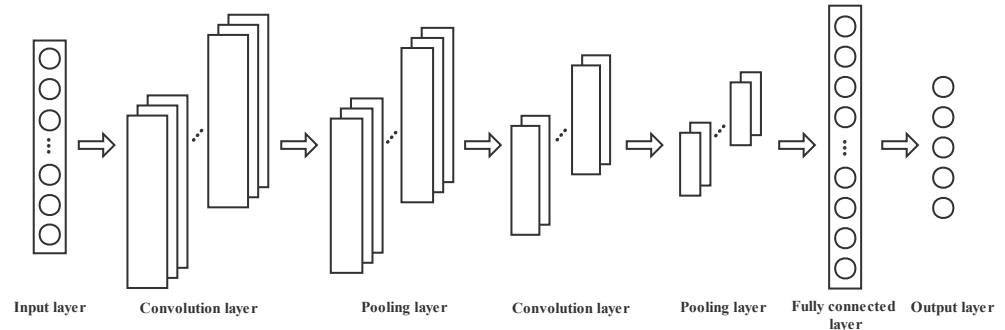 Input layer
Convolution layer
Pooling layer
Convolution layer
Pooling layer
Fully connected
layer
Output layer